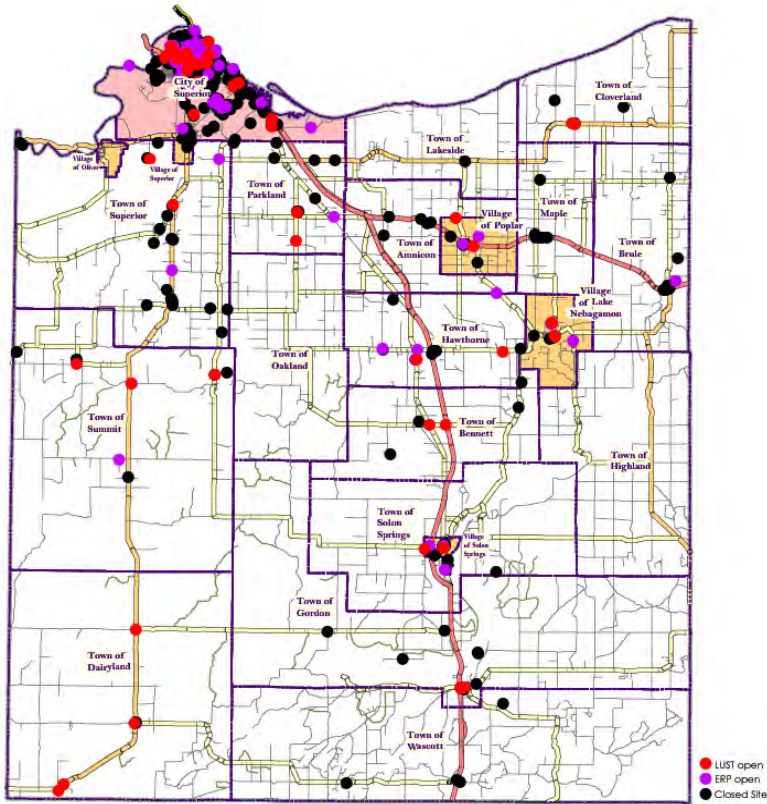 City of
Superior
Town of
Cloverland
Town of
Lakeside
Village
of Oliver
Village of
Superior
Town of
Superior
Town of
Parkland
Town of
Maple
Village
of Poplar
Town of
Amnicon
Town of
Brule
Village
of Lake
Nebagamon
Town of
Hawthorne
Town of
Oakland
Town of
Summit
Town of
Bennett
Town of
Highland
Town of
Solon
Springs
Village
of Solon
Springs
Town of
Gordon
Town of
Dairyland
Town of
Wascott
LUST open
ERP open
Closed Site